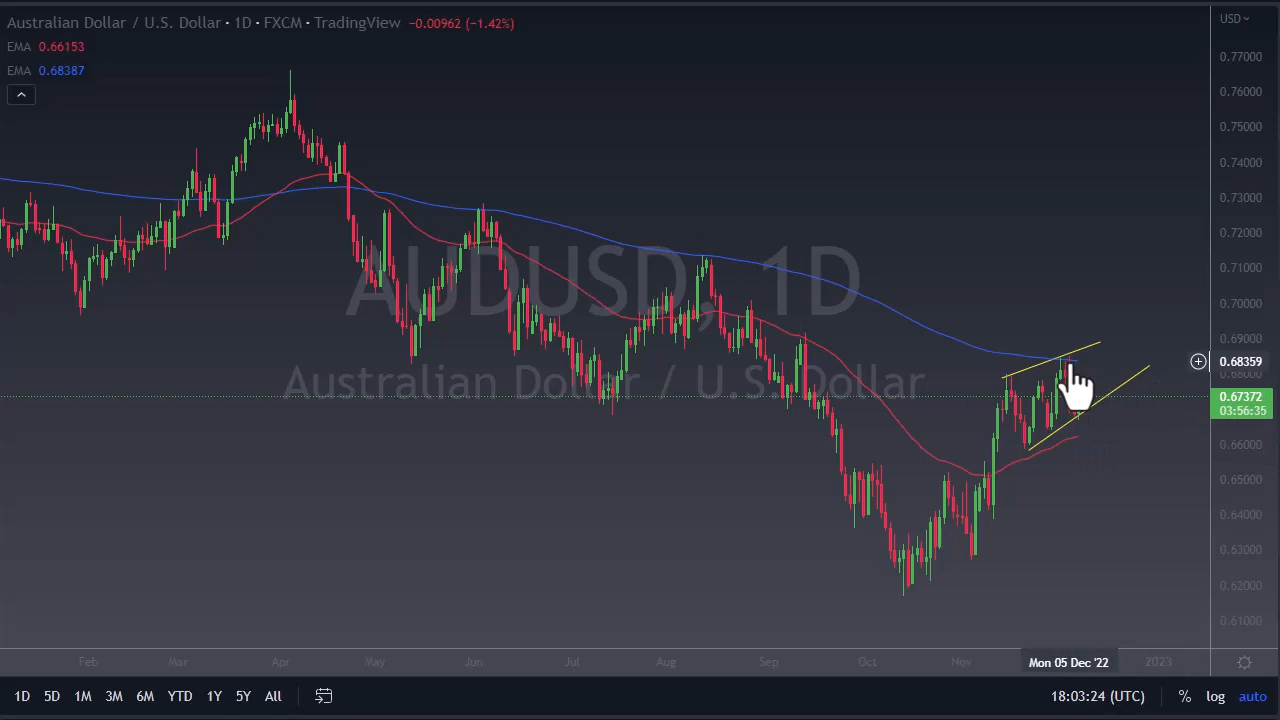 Australian Dollar / U.S. Dollar · 1D · FXCM · TradingView −0.00962 (−1.42%)
EMA 0.66153
EMA 0.68387
USD
0.77000
0.76000
0.75000
0.74000
0.73000
0.72000
0.71000
0.70000
0.69000
0.68359
0.68000
0.67372
03:56:35
0.66000
0.65000
0.64000
0.63000
0.62000
0.61000
AUDUSD, 1D
Australian Dollar / U.S. Dollar
Feb Mar Apr May Jun Jul Aug Sep Oct Nov Mon 05 Dec '22 2023
1D 5D 1M 3M 6M YTD 1Y 5Y All 18:03:24 (UTC) % log auto